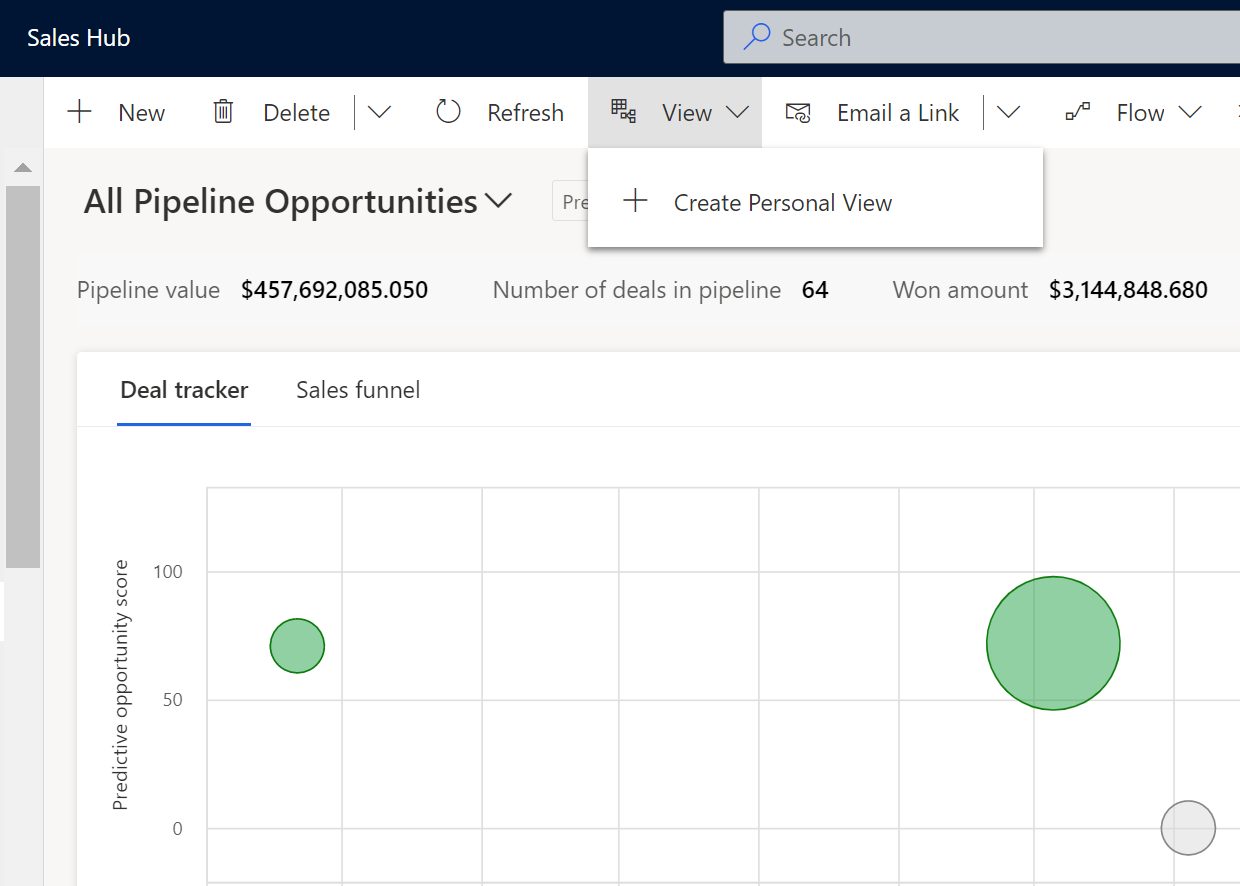 Sales Hub
Search
New Delete Refresh View Email a Link Flow
All Pipeline Opportunities
Create Personal View
Pipeline value $457,692,085.050 Number of deals in pipeline 64 Won amount $3,144,848.680
Deal tracker Sales funnel
Predictive opportunity score
100
50
0